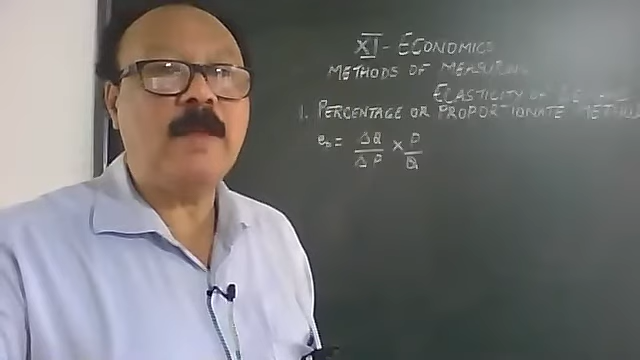 XI - ECONOMICS
METHODS OF MEASURING
ELASTICITY OF
1. PERCENTAGE OR PROPORTIONATE METHOD
eD = ΔQ/ΔP × P/Q